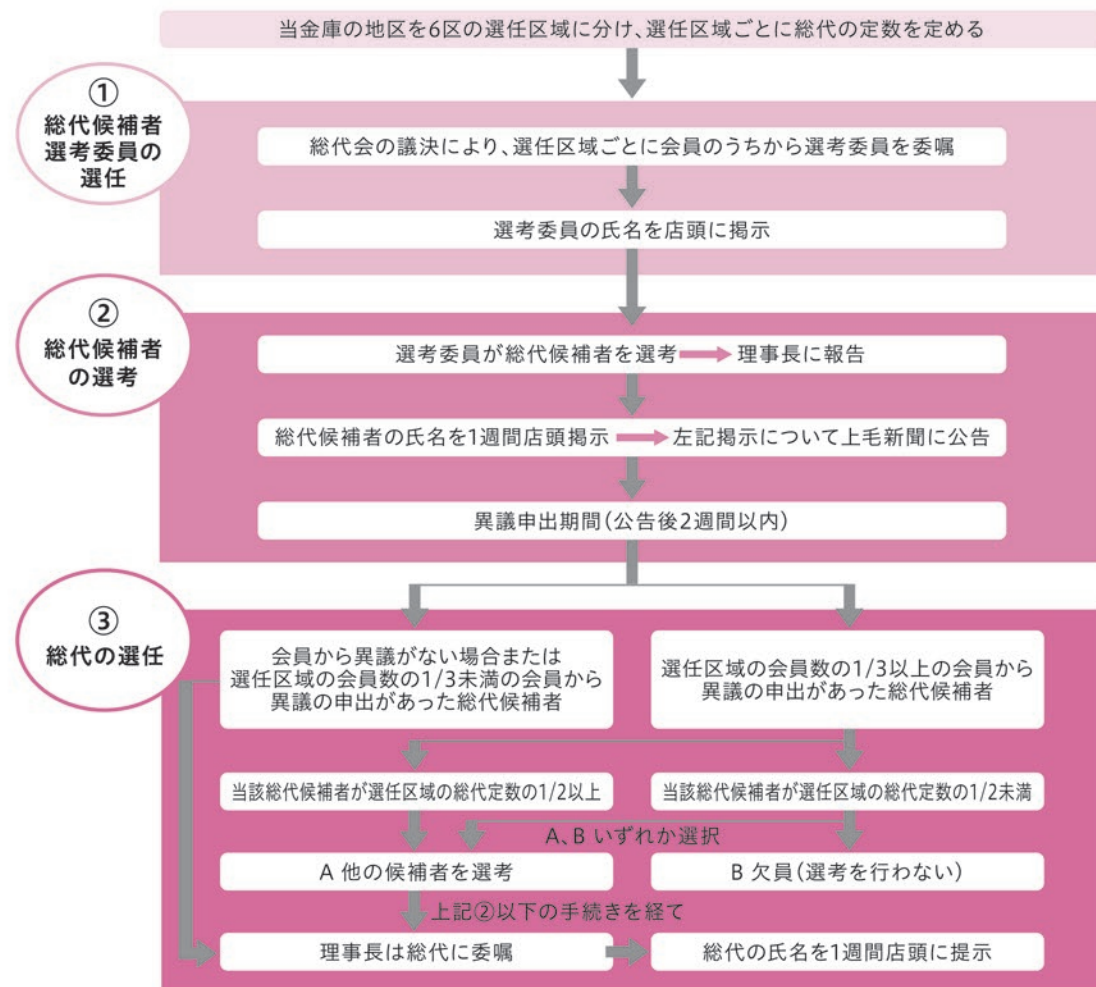 当金庫の地区を6区の選任区域に分け、選任区域ごとに総代の定数を定める
①
総代候補者
選考委員の
選任
総代会の議決により、選任区域ごとに会員のうちから選考委員を委嘱
選考委員の氏名を店頭に掲示
②
総代候補者
の選考
選考委員が総代候補者を選考
理事長に報告
総代候補者の氏名を1週間店頭掲示
左記掲示について上毛新聞に公告
異議申出期間(公告後2週間以内)
③
総代の選任
会員から異議がない場合または
選任区域の会員数の1/3未満の会員から
異議の申出があった総代候補者
選任区域の会員数の1/3以上の会員から
異議の申出があった総代候補者
当該総代候補者が選任区域の総代定数の1/2以上
当該総代候補者が選任区域の総代定数の1/2未満
A、B いずれか選択
A 他の候補者を選考
B 欠員(選考を行わない)
上記②以下の手続きを経て
理事長は総代に委嘱
総代の氏名を1週間店頭に提示